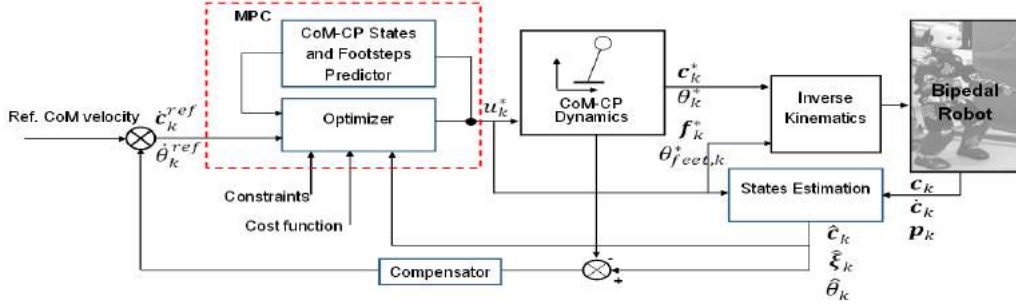 MPC
CoM-CP States
and Footsteps
Predictor
Optimizer
Ref. CoM velocity
ċ_k^{ref}
θ̇_k^{ref}
Constraints
Cost function
u_k^*
CoM-CP
Dynamics
c_k^*
θ_k^*
f_k^*
θ_{feet,k}^*
Inverse
Kinematics
Bipedal
Robot
States Estimation
c_k
ċ_k
p_k
ĉ_k
ξ̂_k
θ̂_k
Compensator
-
+